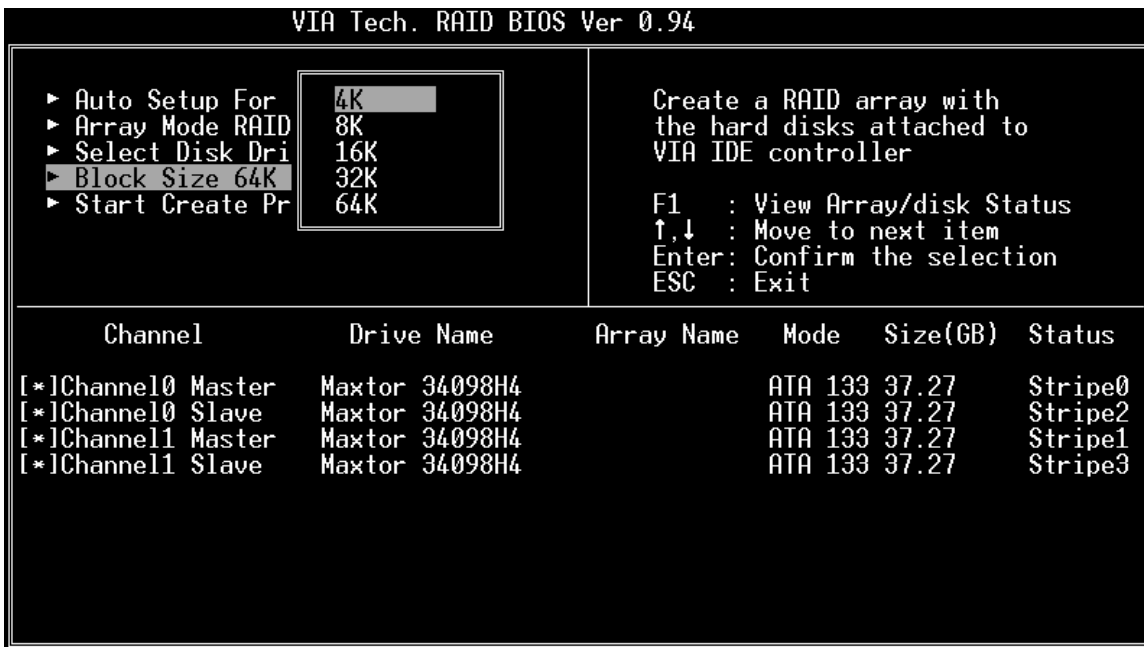 VIA Tech. RAID BIOS Ver 0.94
► Auto Setup For
► Array Mode RAID
► Select Disk Dri
► Block Size 64K
► Start Create Pr
4K
8K
16K
32K
64K
Create a RAID array with
the hard disks attached to
VIA IDE controller
F1 : View Array/disk Status
↑,↓ : Move to next item
Enter: Confirm the selection
ESC : Exit
Channel Drive Name Array Name Mode Size(GB) Status
[*]Channel0 Master Maxtor 34098H4 ATA 133 37.27 Stripe0
[*]Channel0 Slave Maxtor 34098H4 ATA 133 37.27 Stripe2
[*]Channel1 Master Maxtor 34098H4 ATA 133 37.27 Stripe1
[*]Channel1 Slave Maxtor 34098H4 ATA 133 37.27 Stripe3